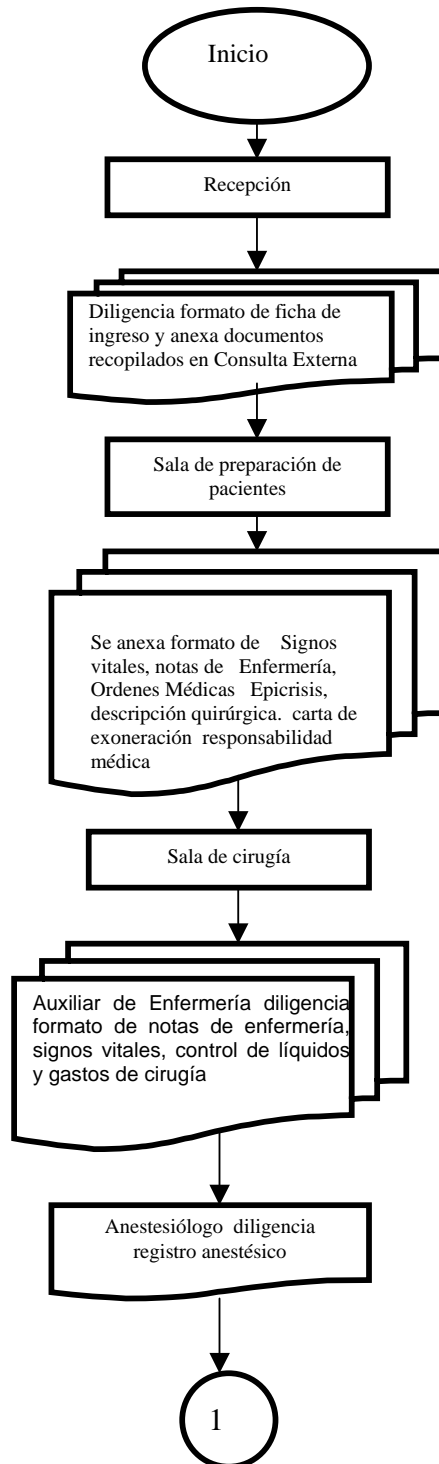 Inicio
Recepción
Diligencia formato de ficha de
ingreso y anexa documentos
recopilados en Consulta Externa
Sala de preparación de
pacientes
Se anexa formato de Signos
vitales, notas de Enfermería,
Ordenes Médicas Epicrisis,
descripción quirúrgica. carta de
exoneración responsabilidad
médica
Sala de cirugía
Auxiliar de Enfermería diligencia
formato de notas de enfermería,
signos vitales, control de líquidos
y gastos de cirugía
Anestesiólogo diligencia
registro anestésico
1